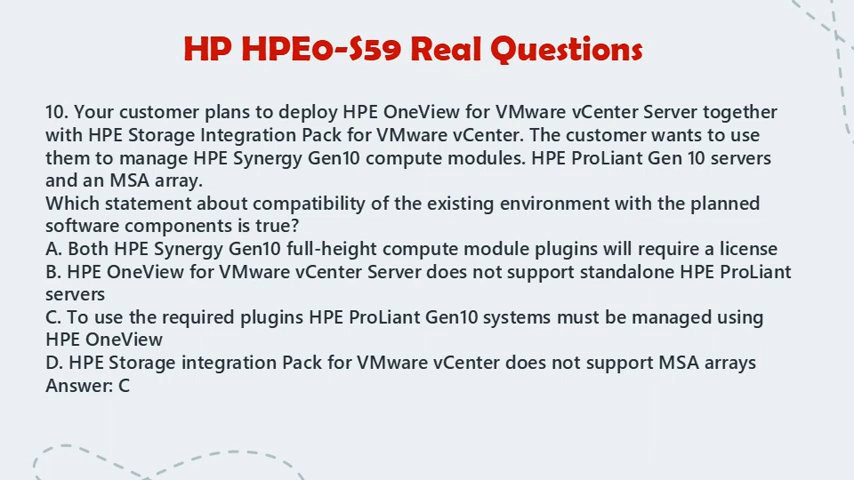 HP HPE0-S59 Real Questions
10. Your customer plans to deploy HPE OneView for VMware vCenter Server together
with HPE Storage Integration Pack for VMware vCenter. The customer wants to use
them to manage HPE Synergy Gen10 compute modules. HPE ProLiant Gen 10 servers
and an MSA array.
Which statement about compatibility of the existing environment with the planned
software components is true?
A. Both HPE Synergy Gen10 full-height compute module plugins will require a license
B. HPE OneView for VMware vCenter Server does not support standalone HPE ProLiant
servers
C. To use the required plugins HPE ProLiant Gen10 systems must be managed using
HPE OneView
D. HPE Storage integration Pack for VMware vCenter does not support MSA arrays
Answer: C